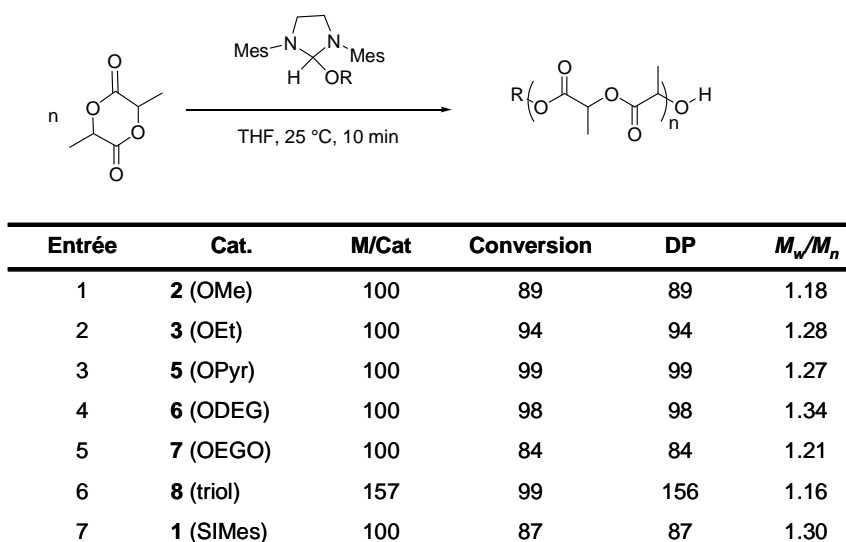 N N
Mes Mes
H OR
O
O
n
O
O
THF, 25 °C, 10 min
R O O O O H
O n
Entrée Cat. M/Cat Conversion DP Mw/Mn
1 2 (OMe) 100 89 89 1.18
2 3 (OEt) 100 94 94 1.28
3 5 (OPyr) 100 99 99 1.27
4 6 (ODEG) 100 98 98 1.34
5 7 (OEGO) 100 84 84 1.21
6 8 (triol) 157 99 156 1.16
7 1 (SIMes) 100 87 87 1.30